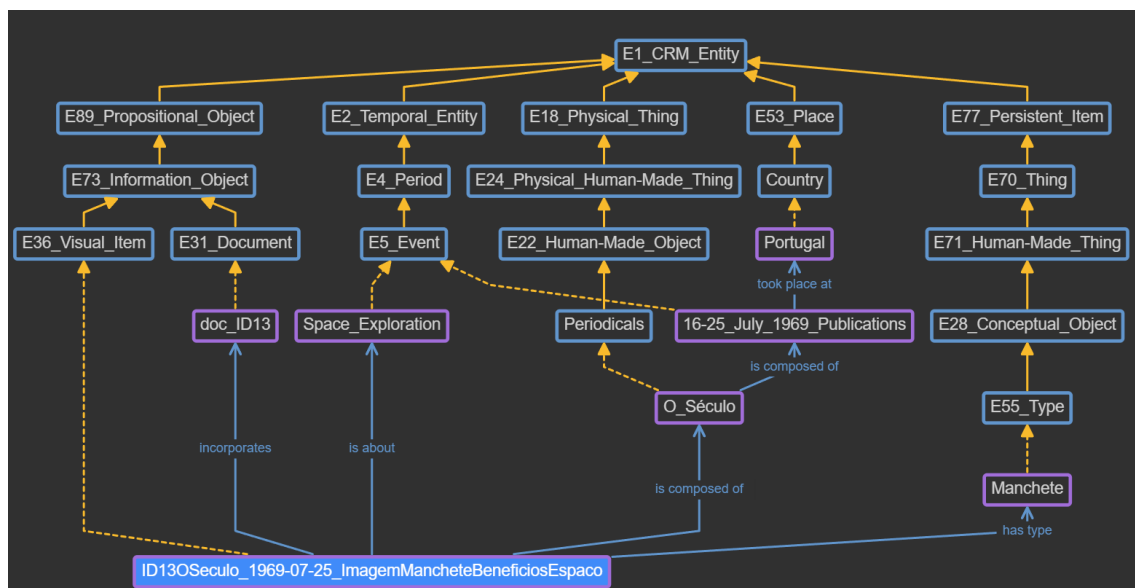 E1_CRM_Entity
E89_Propositional_Object
E2_Temporal_Entity
E18_Physical_Thing
E53_Place
E77_Persistent_Item
E73_Information_Object
E4_Period
E24_Physical_Human-Made_Thing
Country
E70_Thing
E36_Visual_Item
E31_Document
E5_Event
E22_Human-Made_Object
Portugal
E71_Human-Made_Thing
took place at
doc_ID13
Space_Exploration
Periodicals
16-25_July_1969_Publications
E28_Conceptual_Object
is composed of
O_Século
E55_Type
incorporates
is about
is composed of
Manchete
has type
ID13OSeculo_1969-07-25_ImagemMancheteBeneficiosEspaco